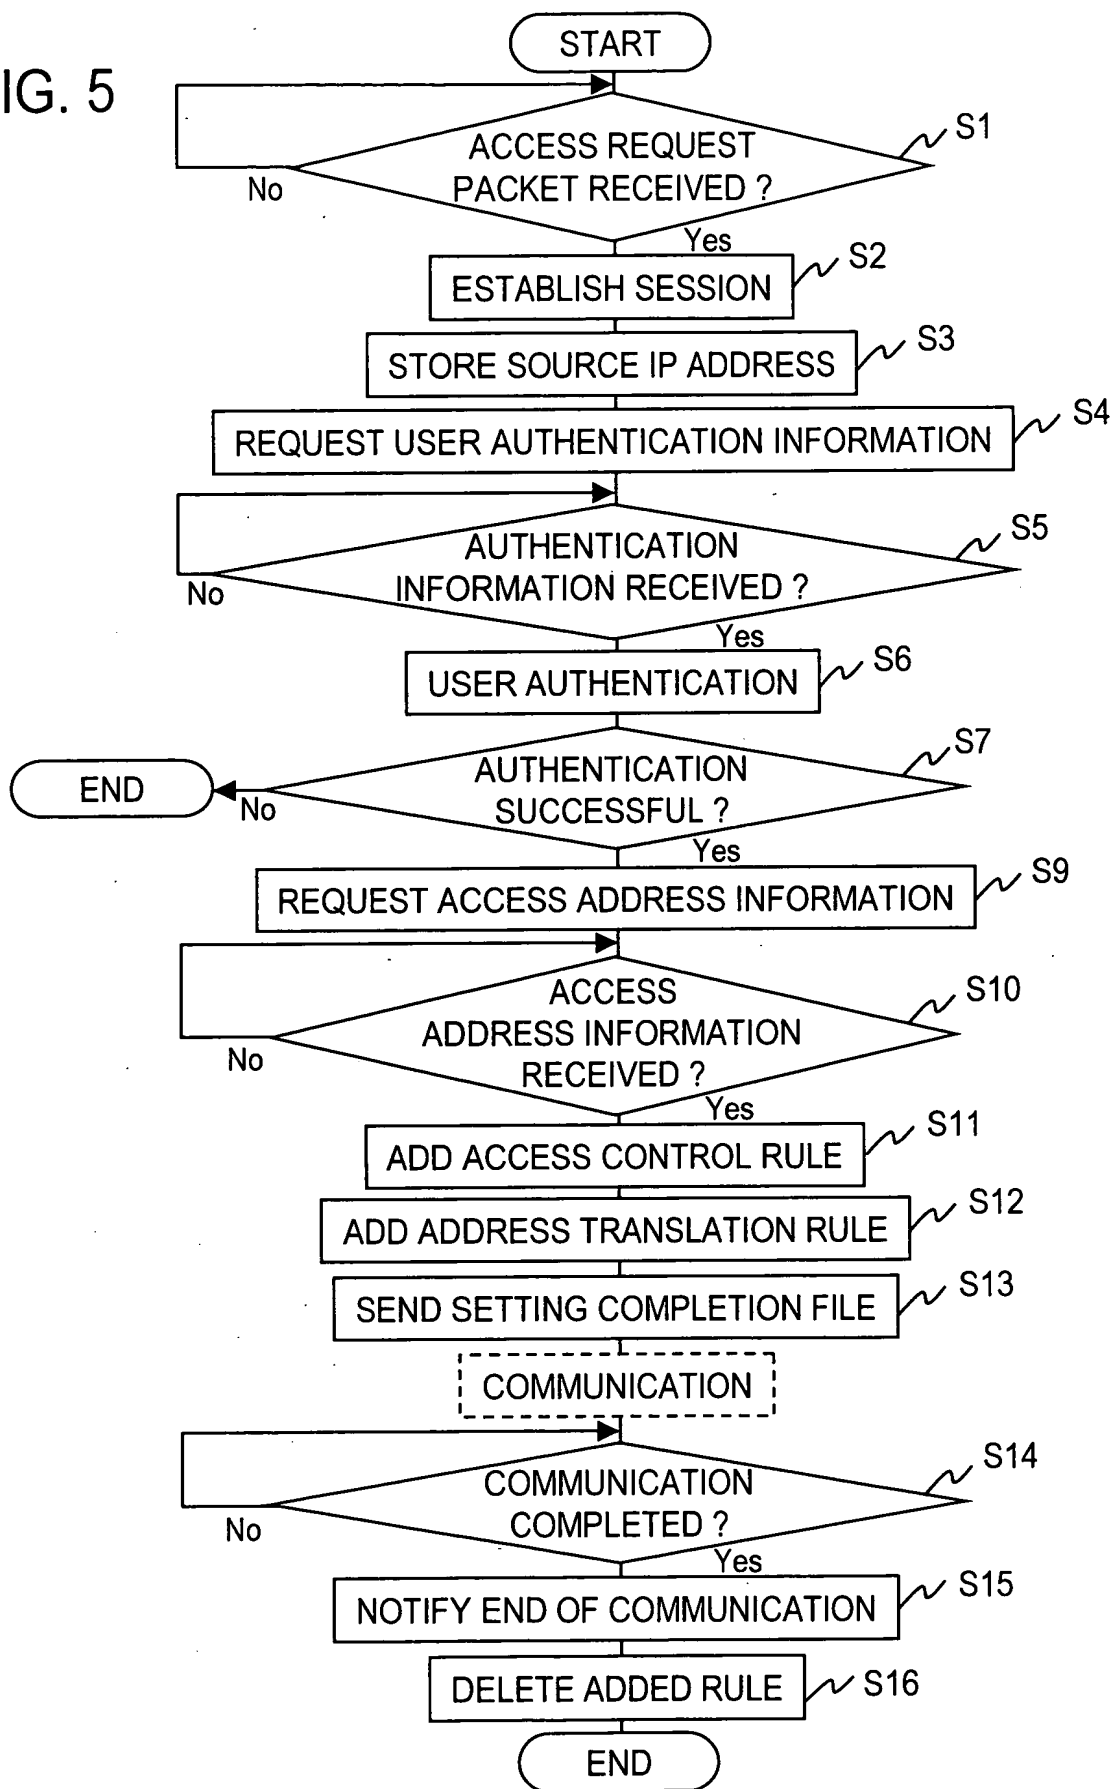 IG. 5
START
ACCESS REQUEST
PACKET RECEIVED ?
S1
No
Yes
ESTABLISH SESSION
S2
STORE SOURCE IP ADDRESS
S3
REQUEST USER AUTHENTICATION INFORMATION
S4
AUTHENTICATION
INFORMATION RECEIVED ?
S5
No
Yes
USER AUTHENTICATION
S6
AUTHENTICATION
SUCCESSFUL ?
S7
END
No
Yes
REQUEST ACCESS ADDRESS INFORMATION
S9
ACCESS
ADDRESS INFORMATION
RECEIVED ?
S10
No
Yes
ADD ACCESS CONTROL RULE
S11
ADD ADDRESS TRANSLATION RULE
S12
SEND SETTING COMPLETION FILE
S13
COMMUNICATION
COMMUNICATION
COMPLETED ?
S14
No
Yes
NOTIFY END OF COMMUNICATION
S15
DELETE ADDED RULE
S16
END